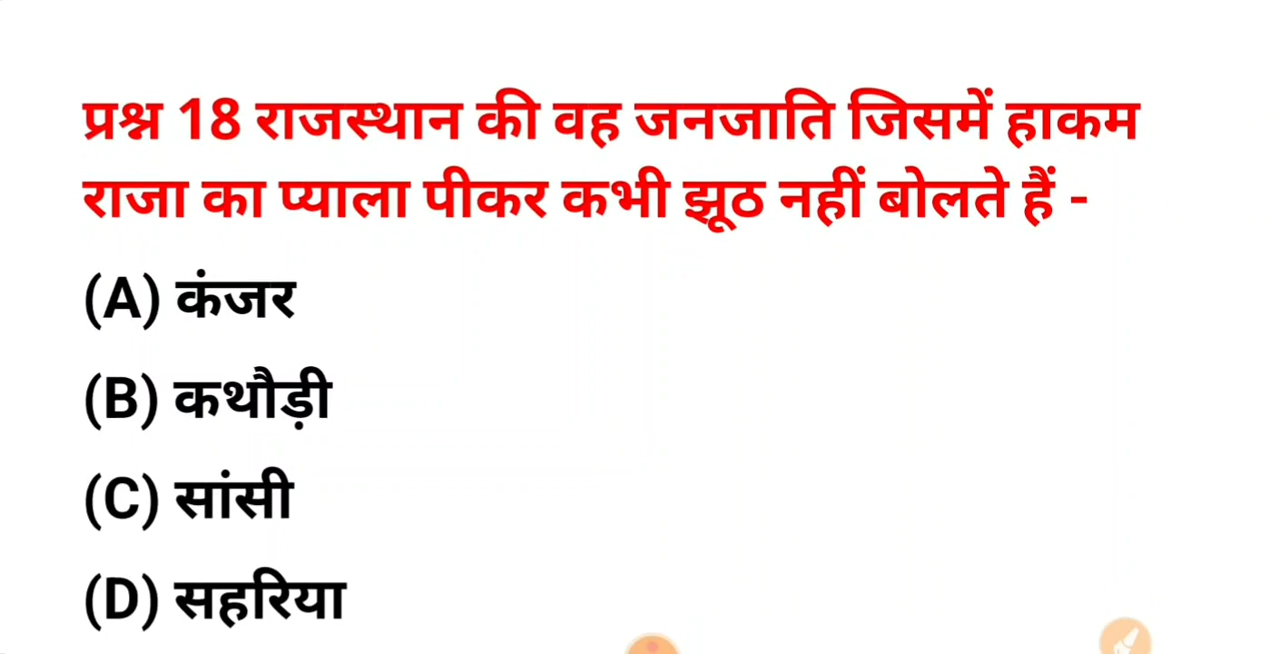 प्रश्न 18 राजस्थान की वह जनजाति जिसमें हाकम
राजा का प्याला पीकर कभी झूठ नहीं बोलते हैं -
(A) कंजर
(B) कथौड़ी
(C) सांसी
(D) सहरिया